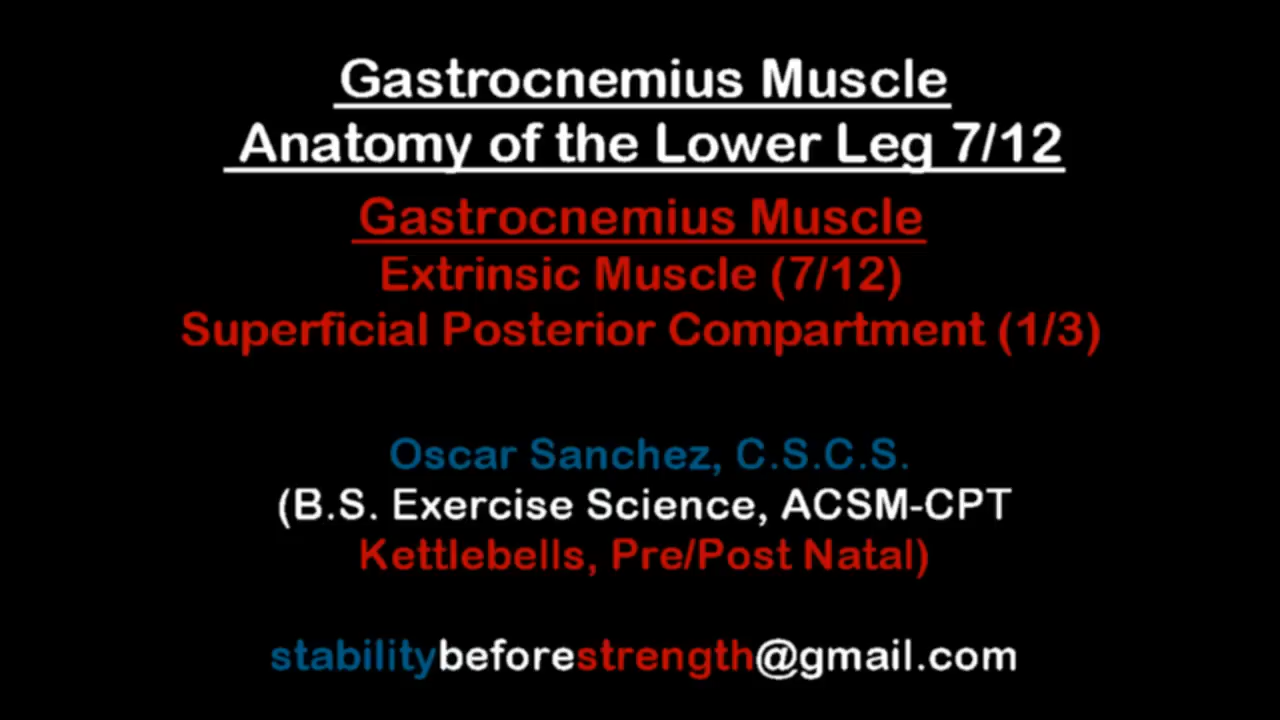 Gastrocnemius Muscle
Anatomy of the Lower Leg 7/12
Gastrocnemius Muscle
Extrinsic Muscle (7/12)
Superficial Posterior Compartment (1/3)
Oscar Sanchez, C.S.C.S.
(B.S. Exercise Science, ACSM-CPT
Kettlebells, Pre/Post Natal)
stabilitybeforestrength@gmail.com